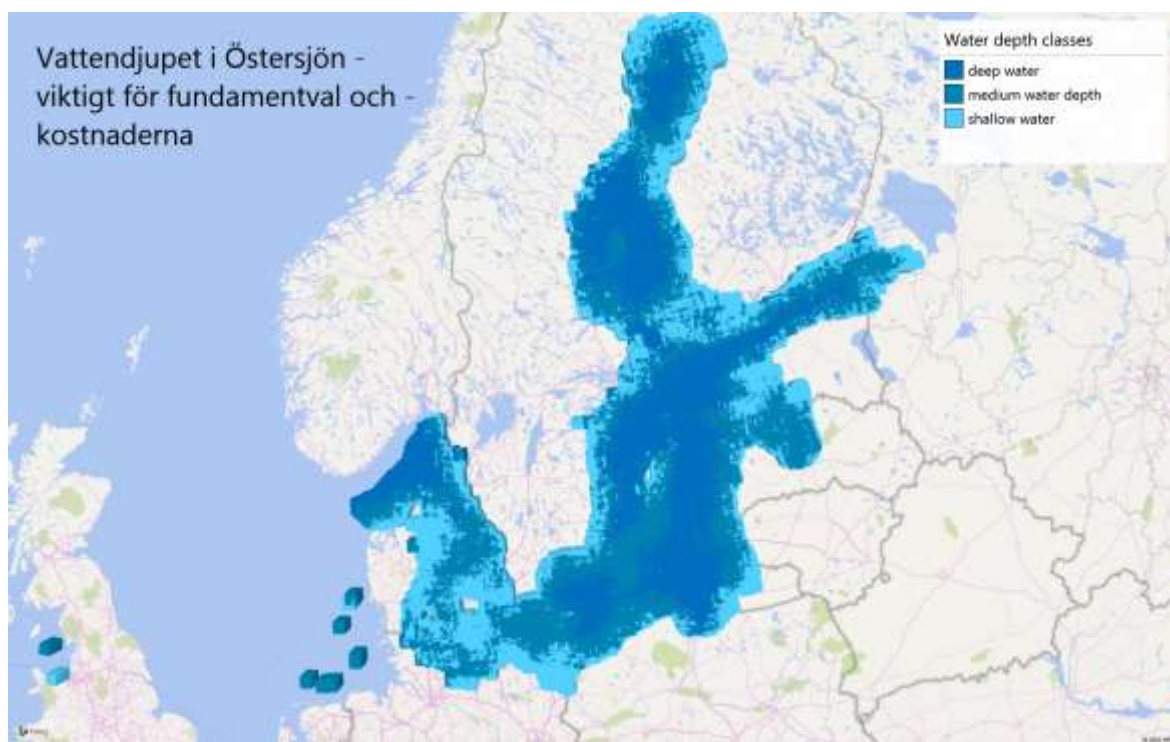 Vattendjupet i Östersjön -
viktigt för fundamentval och -
kostnaderna
Water depth classes
deep water
medium water depth
shallow water